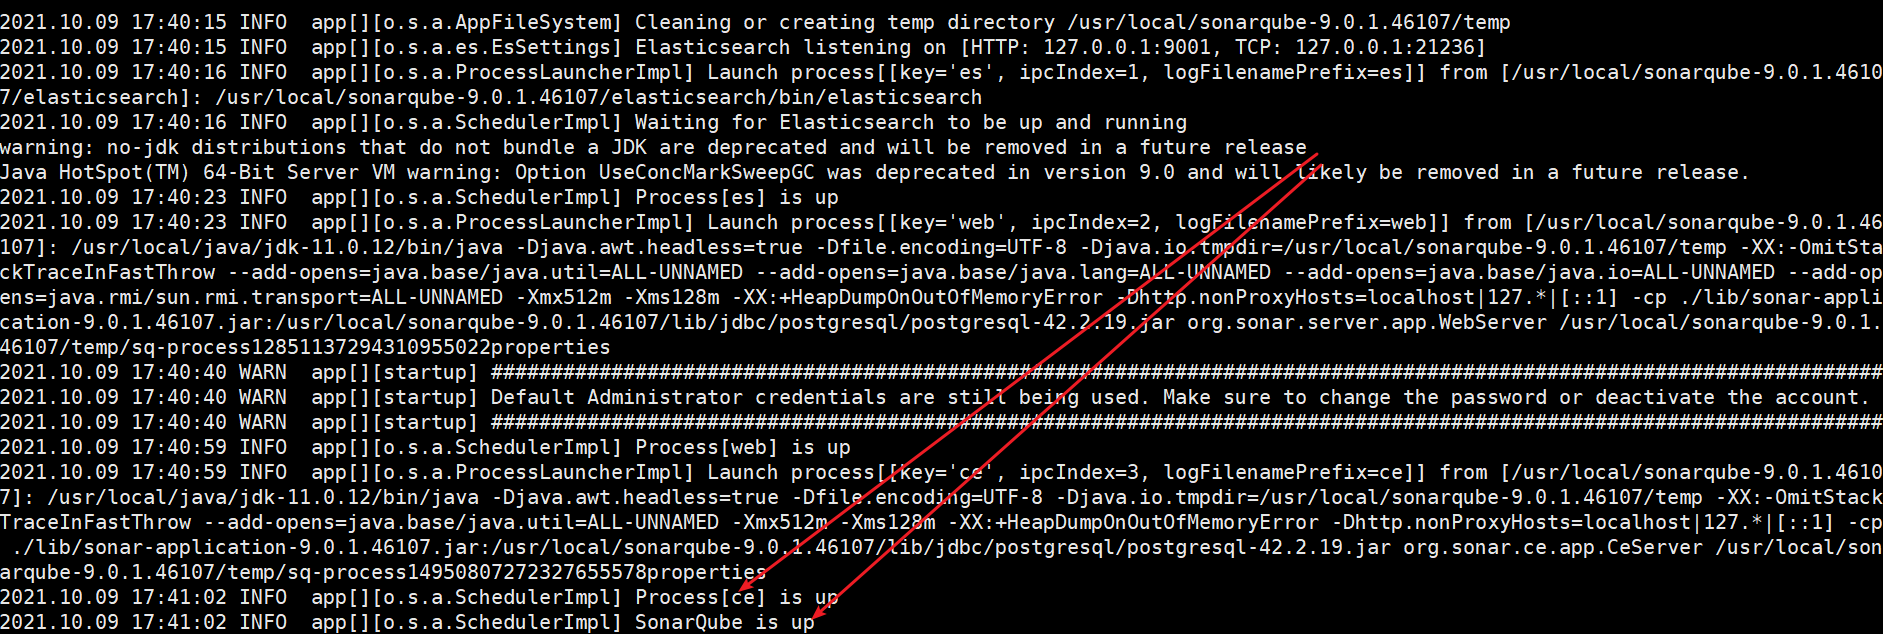 2021.10.09 17:40:15 INFO  app[][o.s.a.AppFileSystem] Cleaning or creating temp directory /usr/local/sonarqube-9.0.1.46107/temp
2021.10.09 17:40:15 INFO  app[][o.s.a.es.EsSettings] Elasticsearch listening on [HTTP: 127.0.0.1:9001, TCP: 127.0.0.1:21236]
2021.10.09 17:40:16 INFO  app[][o.s.a.ProcessLauncherImpl] Launch process[[key='es', ipcIndex=1, logFilenamePrefix=es]] from [/usr/local/sonarqube-9.0.1.4610
7/elasticsearch]: /usr/local/sonarqube-9.0.1.46107/elasticsearch/bin/elasticsearch
2021.10.09 17:40:16 INFO  app[][o.s.a.SchedulerImpl] Waiting for Elasticsearch to be up and running
warning: no-jdk distributions that do not bundle a JDK are deprecated and will be removed in a future release
Java HotSpot(TM) 64-Bit Server VM warning: Option UseConcMarkSweepGC was deprecated in version 9.0 and will likely be removed in a future release.
2021.10.09 17:40:23 INFO  app[][o.s.a.SchedulerImpl] Process[es] is up
2021.10.09 17:40:23 INFO  app[][o.s.a.ProcessLauncherImpl] Launch process[[key='web', ipcIndex=2, logFilenamePrefix=web]] from [/usr/local/sonarqube-9.0.1.46
107]: /usr/local/java/jdk-11.0.12/bin/java -Djava.awt.headless=true -Dfile.encoding=UTF-8 -Djava.io.tmpdir=/usr/local/sonarqube-9.0.1.46107/temp -XX:-OmitSta
ckTraceInFastThrow --add-opens=java.base/java.util=ALL-UNNAMED --add-opens=java.base/java.lang=ALL-UNNAMED --add-opens=java.base/java.io=ALL-UNNAMED --add-op
ens=java.rmi/sun.rmi.transport=ALL-UNNAMED -Xmx512m -Xms128m -XX:+HeapDumpOnOutOfMemoryError -Dhttp.nonProxyHosts=localhost|127.*|[::1] -cp ./lib/sonar-appli
cation-9.0.1.46107.jar:/usr/local/sonarqube-9.0.1.46107/lib/jdbc/postgresql/postgresql-42.2.19.jar org.sonar.server.app.WebServer /usr/local/sonarqube-9.0.1.
46107/temp/sq-process12851137294310955022properties
2021.10.09 17:40:40 WARN  app[][startup] ####################################################################################################################
2021.10.09 17:40:40 WARN  app[][startup] Default Administrator credentials are still being used. Make sure to change the password or deactivate the account.
2021.10.09 17:40:40 WARN  app[][startup] ####################################################################################################################
2021.10.09 17:40:59 INFO  app[][o.s.a.SchedulerImpl] Process[web] is up
2021.10.09 17:40:59 INFO  app[][o.s.a.ProcessLauncherImpl] Launch process[[key='ce', ipcIndex=3, logFilenamePrefix=ce]] from [/usr/local/sonarqube-9.0.1.4610
7]: /usr/local/java/jdk-11.0.12/bin/java -Djava.awt.headless=true -Dfile.encoding=UTF-8 -Djava.io.tmpdir=/usr/local/sonarqube-9.0.1.46107/temp -XX:-OmitStack
TraceInFastThrow --add-opens=java.base/java.util=ALL-UNNAMED -Xmx512m -Xms128m -XX:+HeapDumpOnOutOfMemoryError -Dhttp.nonProxyHosts=localhost|127.*|[::1] -cp
 ./lib/sonar-application-9.0.1.46107.jar:/usr/local/sonarqube-9.0.1.46107/lib/jdbc/postgresql/postgresql-42.2.19.jar org.sonar.ce.app.CeServer /usr/local/son
arqube-9.0.1.46107/temp/sq-process14950807272327655578properties
2021.10.09 17:41:02 INFO  app[][o.s.a.SchedulerImpl] Process[ce] is up
2021.10.09 17:41:02 INFO  app[][o.s.a.SchedulerImpl] SonarQube is up